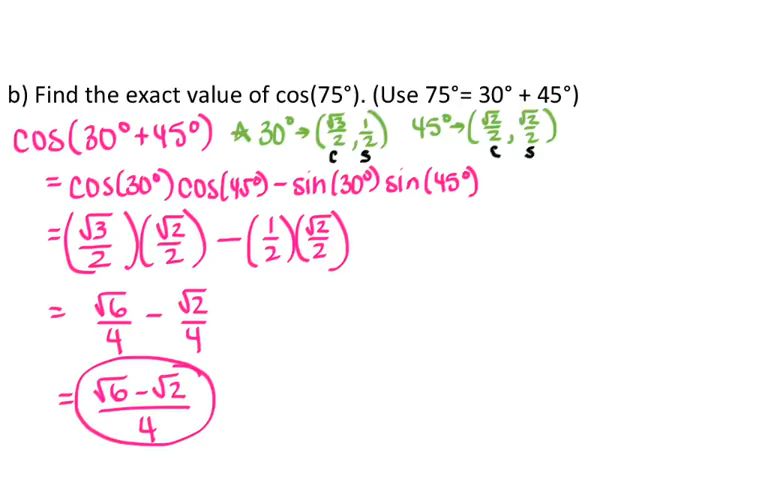 b) Find the exact value of cos(75°). (Use 75°= 30° + 45°)
cos(30°+45°) ☆ 30°→(√3/2, 1/2) 45°→(√2/2, √2/2)
c s c s
= cos(30°)cos(45°) - sin(30°)sin(45°)
= (√3/2)(√2/2) - (1/2)(√2/2)
= √6/4 - √2/4
= (√6-√2)/4